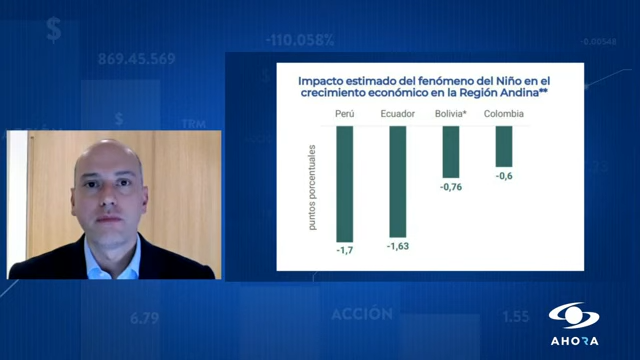 $
-110.058%
-0,00548
869.45.569
Impacto estimado del fenómeno del Niño en el
crecimiento económico en la Región Andina**
$
TRM
Perú Ecuador Bolivia* Colombia
puntos porcentuales
-0,6
-0,76
-1,63
-1,7
6.79
ACCIÓN
1.55
AHORA